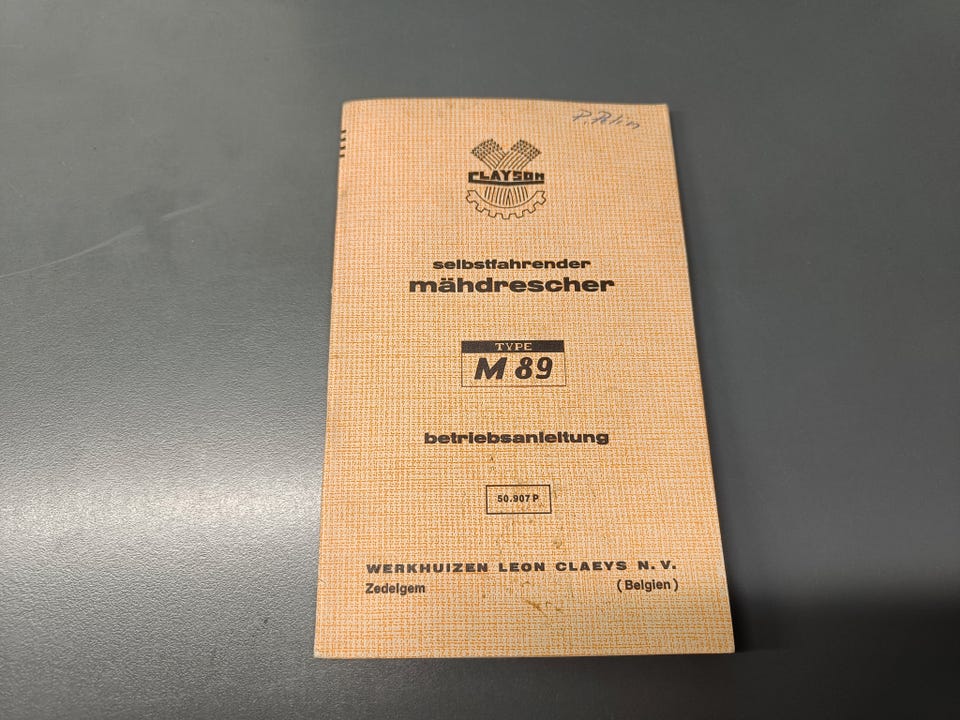 CLAYSON
selbstfahrender
mähdrescher
TYPE
M 89
betriebsanleitung
50.907 P
WERKHUIZEN LEON CLAEYS N. V.
Zedelgem (Belgien)